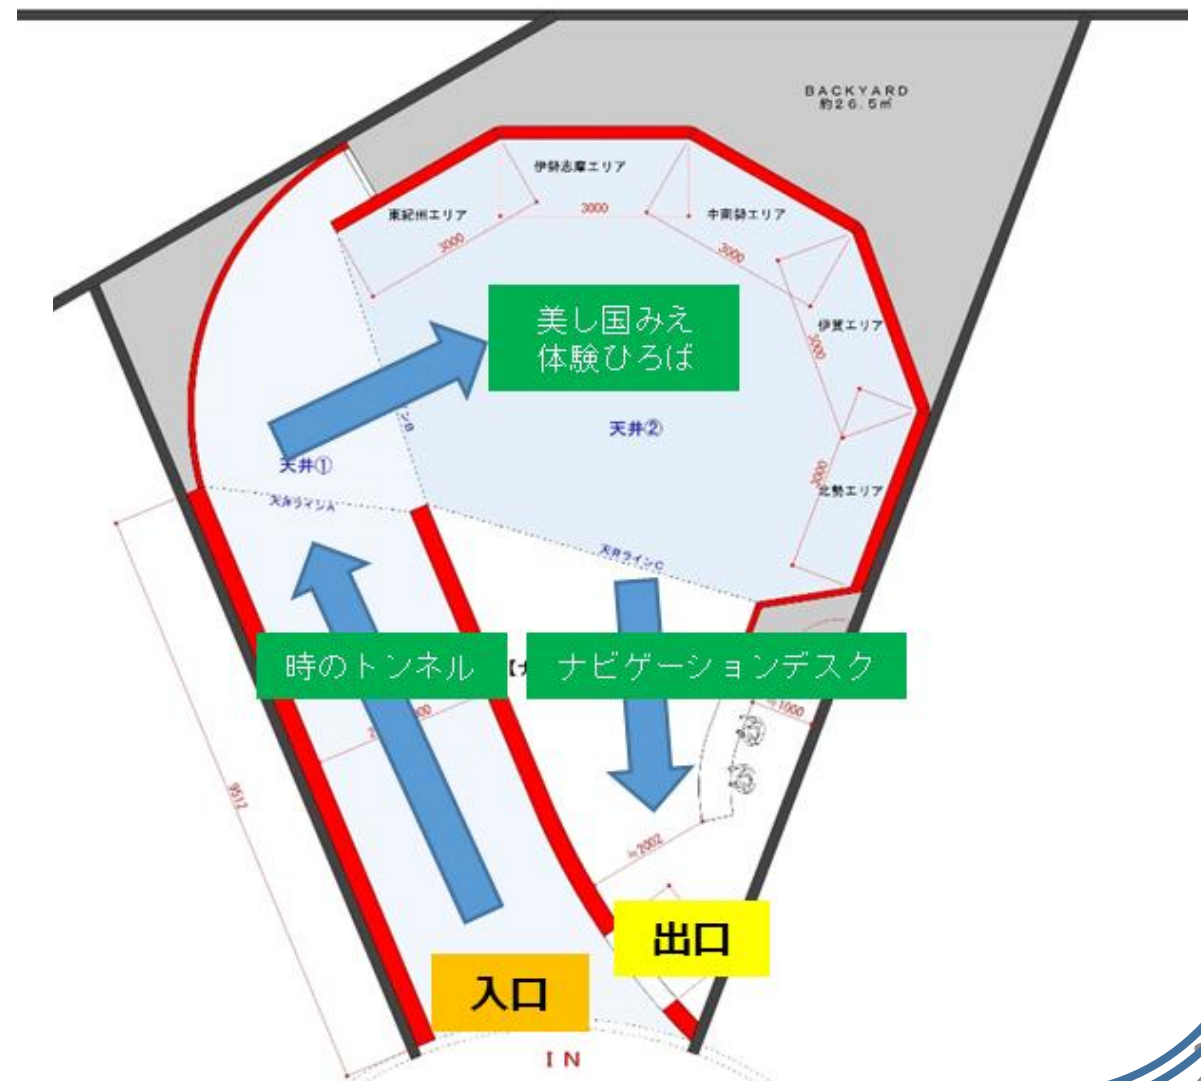 BACKYARD
約26.5㎡
伊勢志摩エリア
東紀州エリア
3000
中南勢エリア
3000
3000
美し国みえ
体験ひろば
伊賀エリア
3000
天井②
天井①
北勢エリア
3000
天井ラインA
天井ラインC
時のトンネル
ナビゲーションデスク
≒1000
9512
≒2002
出口
入口
IN